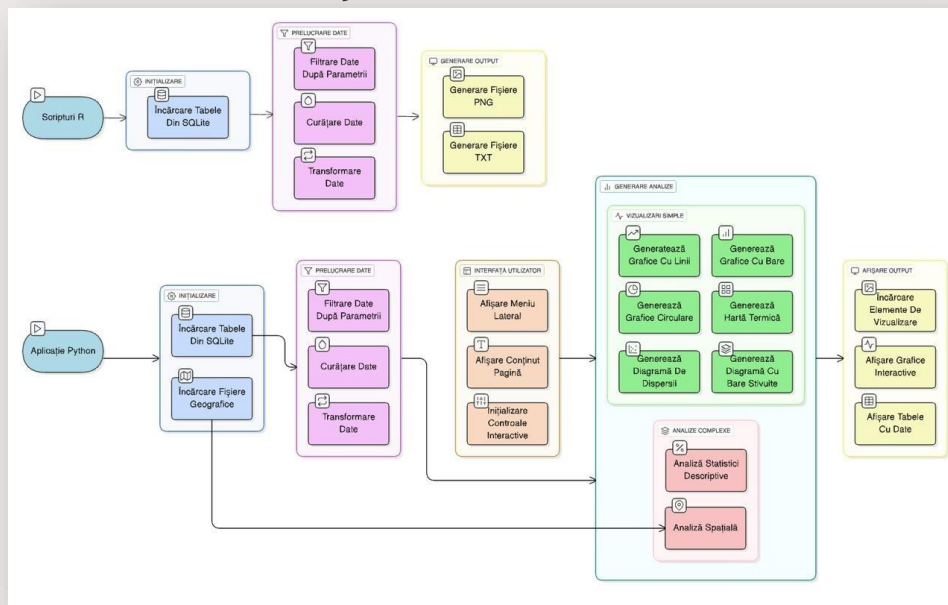 Scripturi R
INIȚIALIZARE
Încărcare Tabele
Din SQLite
PRELUCRARE DATE
Filtrare Date
După Parametrii
Curățare Date
Transformare
Date
GENERARE OUTPUT
Generare Fișiere
PNG
Generare Fișiere
TXT
Aplicație Python
INIȚIALIZARE
Încărcare Tabele
Din SQLite
Încărcare Fișiere
Geografice
PRELUCRARE DATE
Filtrare Date
După Parametrii
Curățare Date
Transformare
Date
INTERFAȚĂ UTILIZATOR
Afișare Meniu
Lateral
Afișare Conținut
Pagină
Inițializare
Controale
Interactive
GENERARE ANALIZE
VIZUALIZĂRI SIMPLE
Generatează
Grafice Cu Linii
Generează
Grafice Cu Bare
Generează
Grafice Circulare
Generează
Hartă Termică
Generează
Diagramă De
Dispersii
Generează
Diagramă Cu
Bare Stivuite
ANALIZE COMPLEXE
Analiză Statistici
Descriptive
Analiză Spațială
AFIȘARE OUTPUT
Încărcare
Elemente De
Vizualizare
Afișare Grafice
Interactive
Afișare Tabele
Cu Date